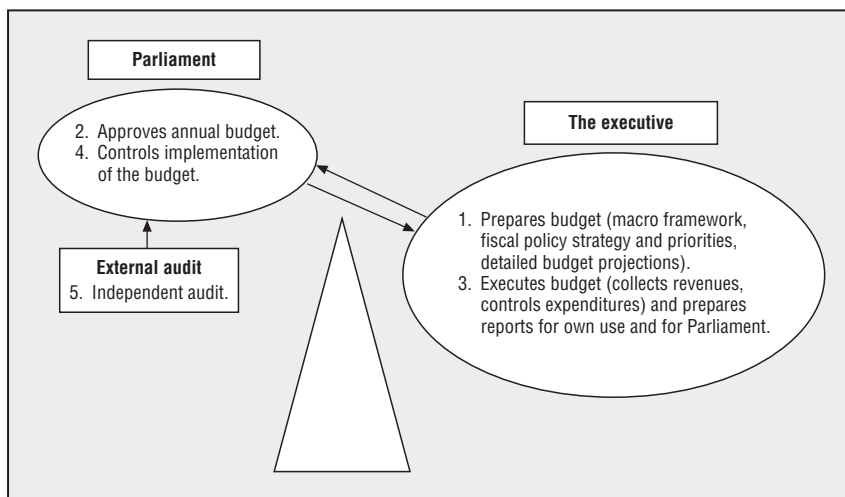 Parliament
2. Approves annual budget.
4. Controls implementation
of the budget.
External audit
5. Independent audit.
The executive
1. Prepares budget (macro framework,
fiscal policy strategy and priorities,
detailed budget projections).
3. Executes budget (collects revenues,
controls expenditures) and prepares
reports for own use and for Parliament.